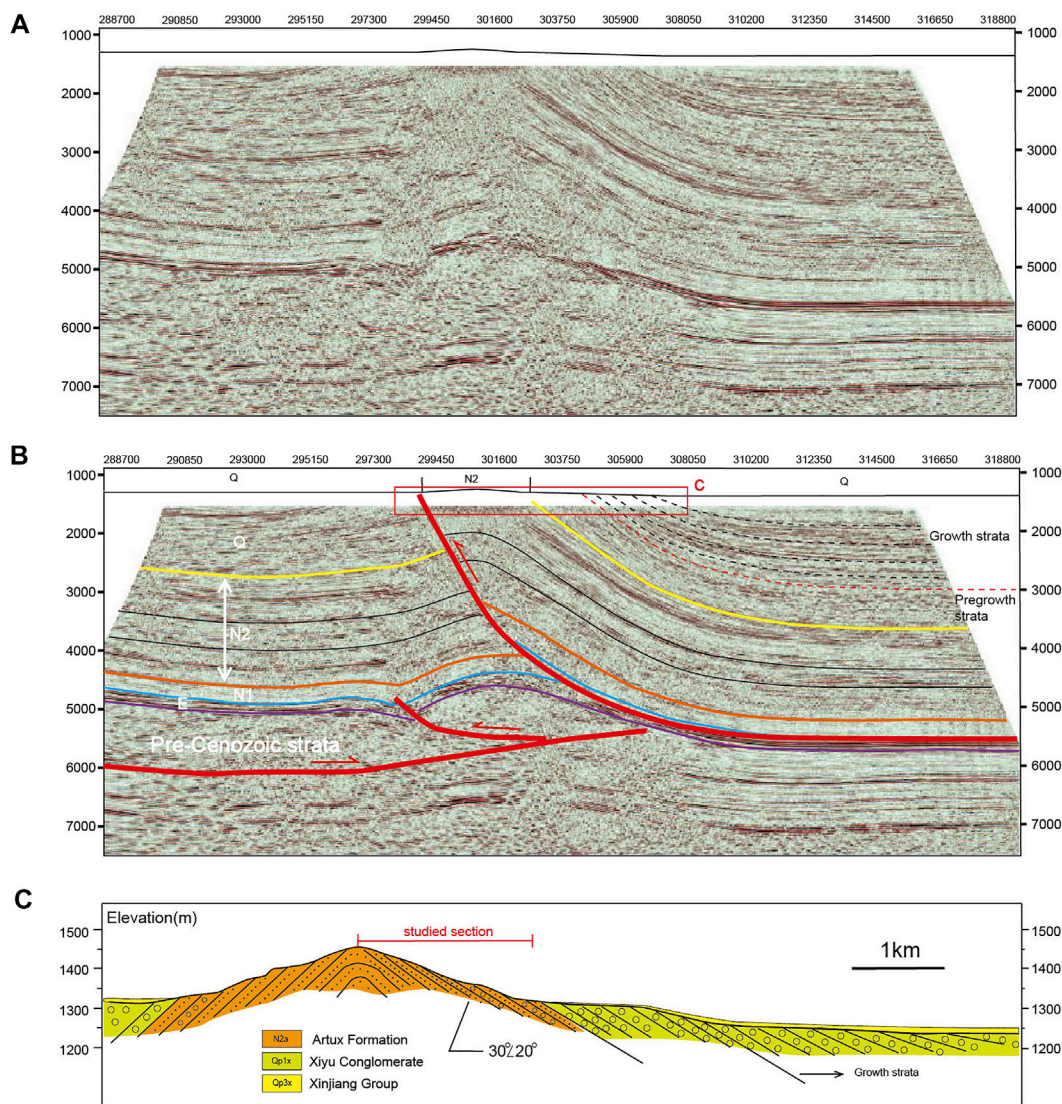 A
288700 290850 293000 295150 297300 299450 301600 303750 305900 308050 310200 312350 314500 316650 318800
1000 1000
2000 2000
3000 3000
4000 4000
5000 5000
6000 6000
7000 7000
B
288700 290850 293000 295150 297300 299450 301600 303750 305900 308050 310200 312350 314500 316650 318800
Q N2 Q
1000 C 1000
2000 2000
Q Growth strata
3000 3000
N2 Pregrowth
strata
4000 4000
N1
E
5000 5000
Pre-Cenozoic strata
6000 6000
7000 7000
C
Elevation(m)
1500 studied section 1500
1km
1400 1400
1300 1300
1200 1200
N2a Artux Formation
Qp1x Xiyu Conglomerate
Qp3x Xinjiang Group
30°∠20°
Growth strata